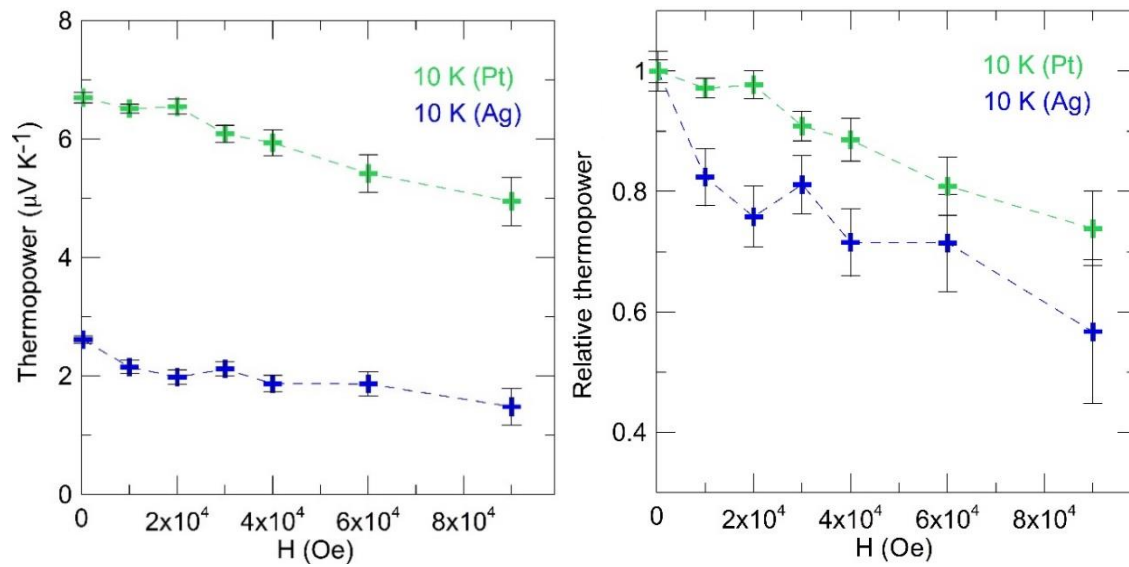 8
6
4
2
0
Thermopower (μV K⁻¹)
10 K (Pt)
10 K (Ag)
0
2x10⁴
4x10⁴
6x10⁴
8x10⁴
H (Oe)
1
0.8
0.6
0.4
Relative thermopower
10 K (Pt)
10 K (Ag)
0
2x10⁴
4x10⁴
6x10⁴
8x10⁴
H (Oe)